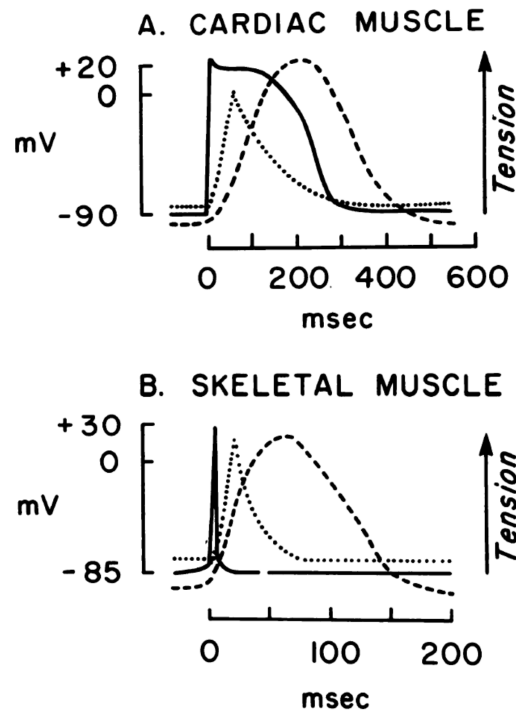 A. CARDIAC MUSCLE
+20
0
mV
-90
Tension
0 200 400 600
msec
B. SKELETAL MUSCLE
+30
0
mV
-85
Tension
0 100 200
msec